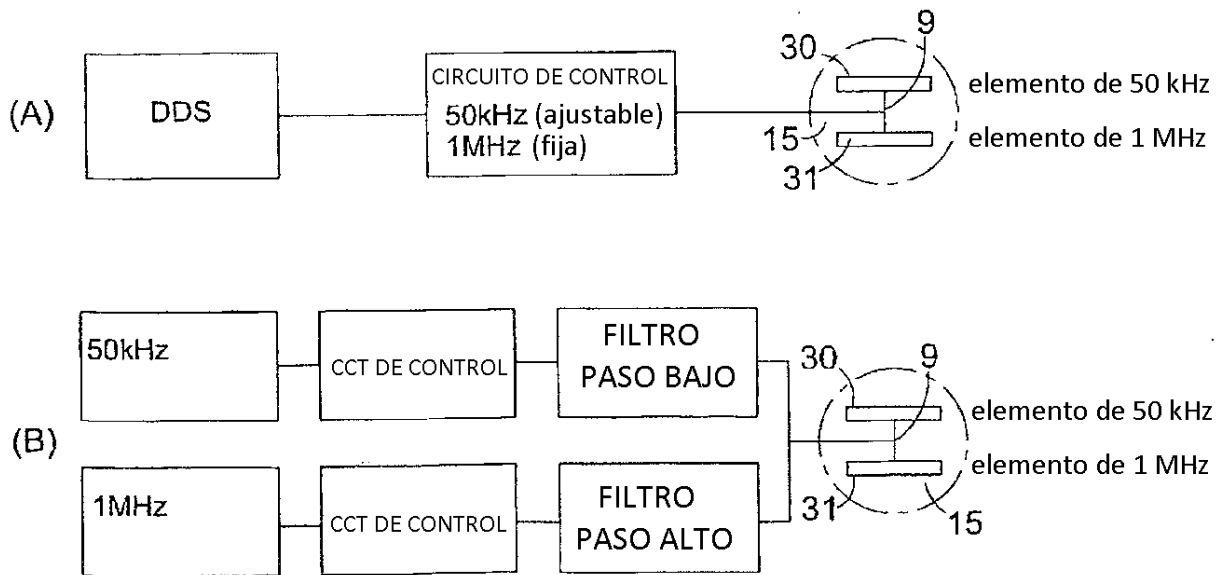 (A)
DDS
CIRCUITO DE CONTROL
50kHz (ajustable)
1MHz (fija)
30
9
15
31
elemento de 50 kHz
elemento de 1 MHz
(B)
50kHz
CCT DE CONTROL
FILTRO
PASO BAJO
1MHz
CCT DE CONTROL
FILTRO
PASO ALTO
30
9
31
15
elemento de 50 kHz
elemento de 1 MHz